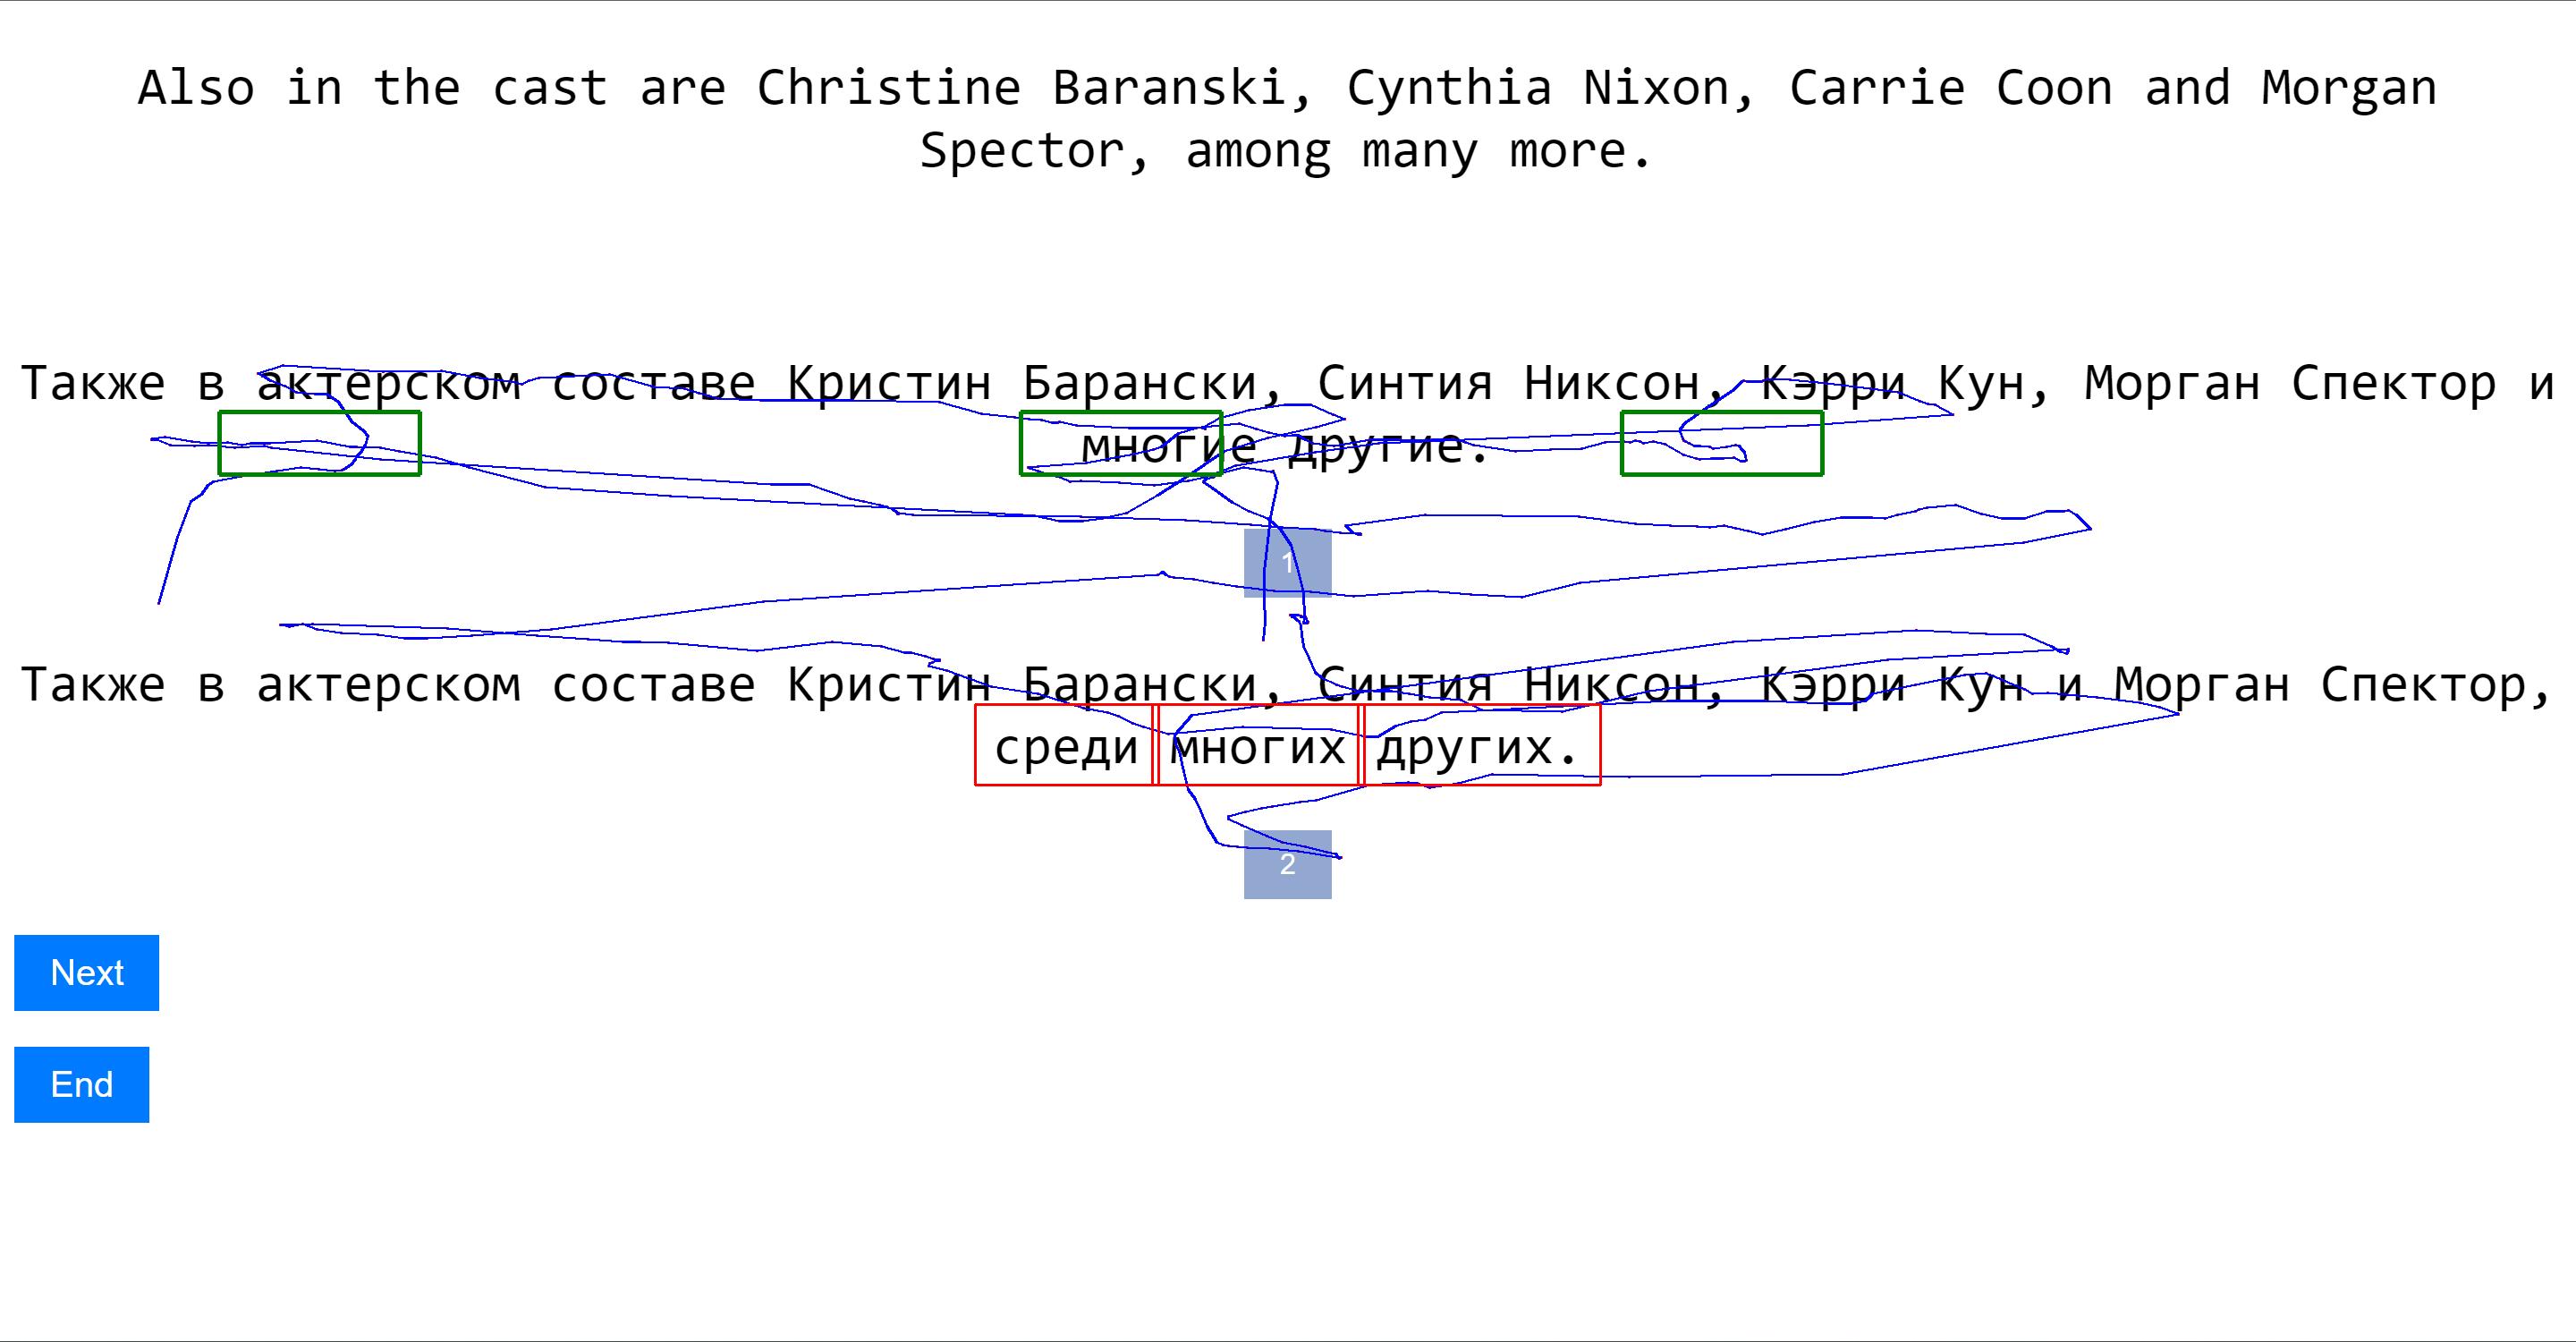 Also in the cast are Christine Baranski, Cynthia Nixon, Carrie Coon and Morgan
Spector, among many more.
Также в актерском составе Кристин Барански, Синтия Никсон, Кэрри Кун, Морган Спектор и
многие другие.
1
Также в актерском составе Кристин Барански, Синтия Никсон, Кэрри Кун и Морган Спектор,
среди многих других.
2
Next
End